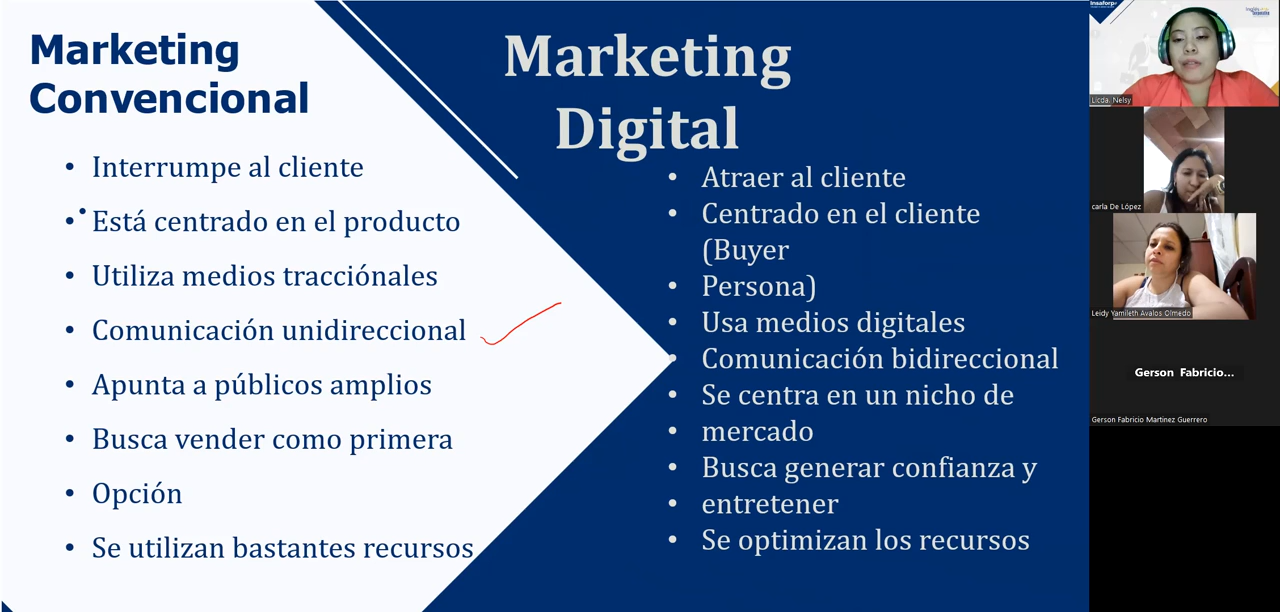 Marketing
Convencional
• Interrumpe al cliente
• Está centrado en el producto
• Utiliza medios tracciónales
• Comunicación unidireccional
• Apunta a públicos amplios
• Busca vender como primera
• Opción
• Se utilizan bastantes recursos
Marketing
Digital
• Atraer al cliente
• Centrado en el cliente
(Buyer
• Persona)
• Usa medios digitales
• Comunicación bidireccional
• Se centra en un nicho de
• mercado
• Busca generar confianza y
• entretener
• Se optimizan los recursos
Insaforp
Licda. Nelsy
carla De López
Leidy Yamileth Avalos Olmedo
Gerson Fabricio...
Gerson Fabricio Martinez Guerrero